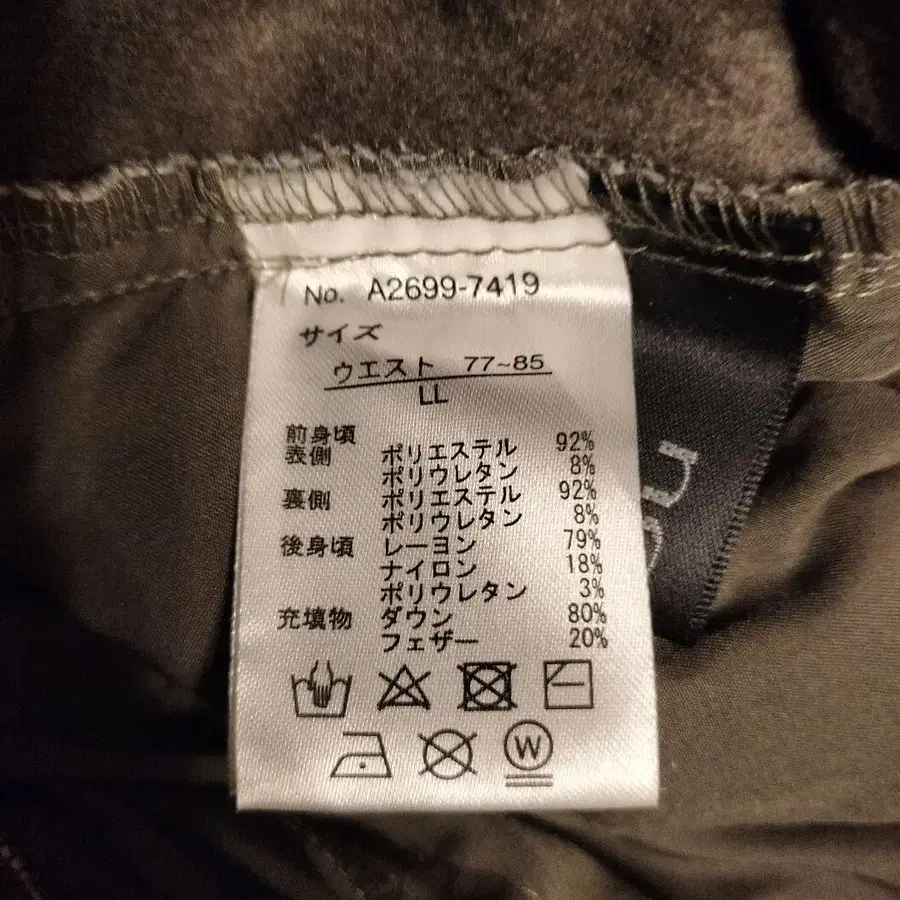 No. A2699-7419
サイズ
ウエスト 77~85
LL
前身頃
表側 ポリエステル 92%
ポリウレタン 8%
裏側 ポリエステル 92%
ポリウレタン 8%
後身頃 レーヨン 79%
ナイロン 18%
ポリウレタン 3%
充填物 ダウン 80%
フェザー 20%
W